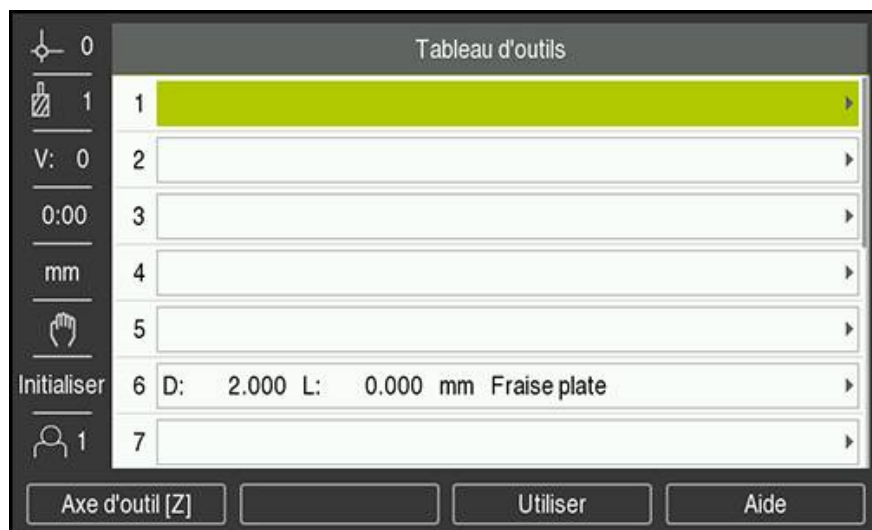 0 Tableau d'outils
1 1
V: 0 2
0:00 3
mm 4
5
Initialiser 6 D: 2.000 L: 0.000 mm Fraise plate
1 7
Axe d'outil [Z] Utiliser Aide